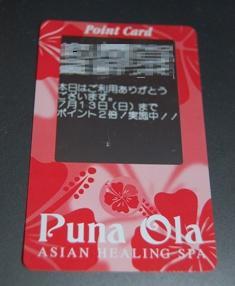 Point Card
本日はご利用ありがとう
ございます。
7月13日(日)まで
ポイント2倍!実施中!!
Puna Ola
ASIAN HEALING SPA